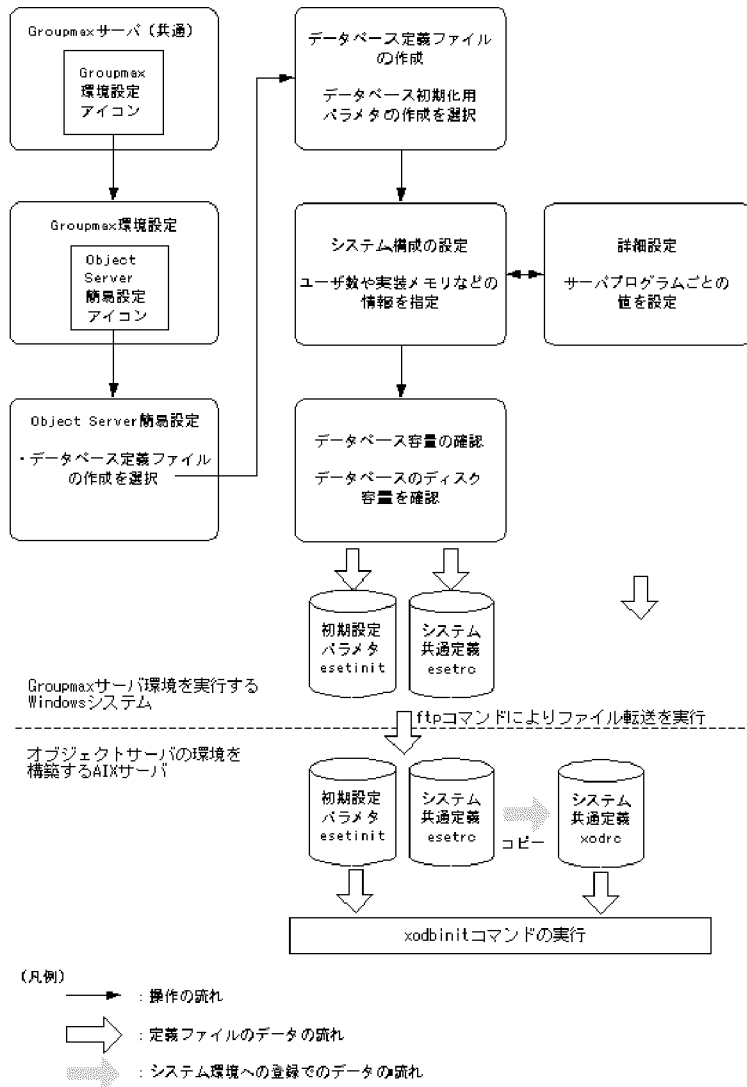 Groupmaxサーバ（共通）
Groupmax
環境設定
アイコン
Groupmax環境設定
Object
Server
簡易設定
アイコン
Object Server簡易設定
・データベース定義ファイル
の作成を選択
データベース定義ファイル
の作成
データベース初期化用
パラメタの作成を選択
システム構成の設定
ユーザ数や実装メモリなどの
情報を指定
詳細設定
サーバプログラムごとの
値を設定
データベース容量の確認
データベースのディスク
容量を確認
初期設定
パラメタ
esetinit
システム
共通定義
esetrc
Groupmaxサーバ環境を実行する
Windowsシステム
ftpコマンドによりファイル転送を実行
オブジェクトサーバの環境を
構築するAIXサーバ
初期設定
パラメタ
esetinit
システム
共通定義
esetrc
コピー
システム
共通定義
xodrc
xodbinitコマンドの実行
（凡例）
：操作の流れ
：定義ファイルのデータの流れ
：システム環境への登録でのデータの流れ